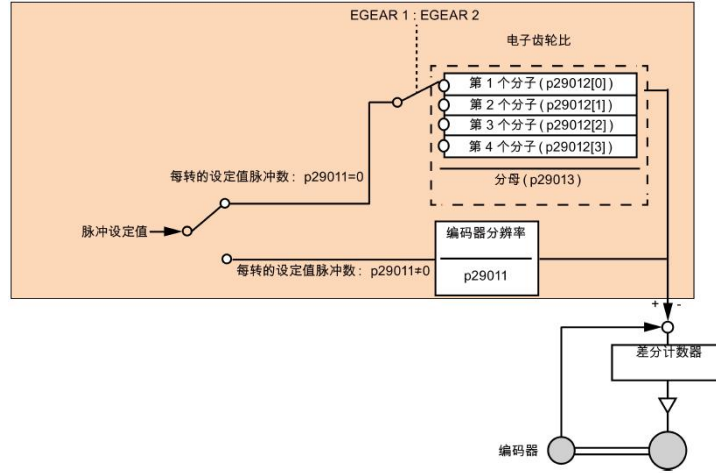 EGEAR 1 : EGEAR 2
电子齿轮比
第 1 个分子 ( p29012[0] )
第 2 个分子 ( p29012[1] )
第 3 个分子 ( p29012[2] )
第 4 个分子 ( p29012[3] )
分母 ( p29013 )
每转的设定值脉冲数： p29011=0
脉冲设定值
编码器分辨率
p29011
每转的设定值脉冲数： p29011≠0
+ -
差分计数器
编码器